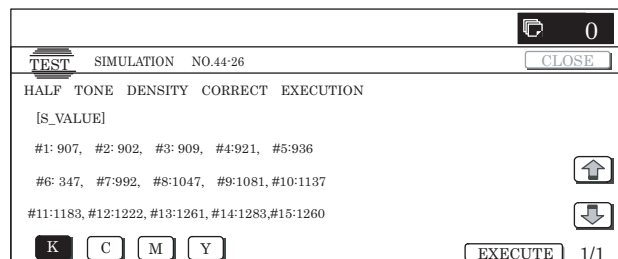 0
TEST SIMULATION NO.44-26 CLOSE
HALF TONE DENSITY CORRECT EXECUTION
[S_VALUE]
#1: 907, #2: 902, #3: 909, #4:921, #5:936
#6: 347, #7:992, #8:1047, #9:1081, #10:1137
#11:1183, #12:1222, #13:1261, #14:1283,#15:1260
K C M Y EXECUTE 1/1